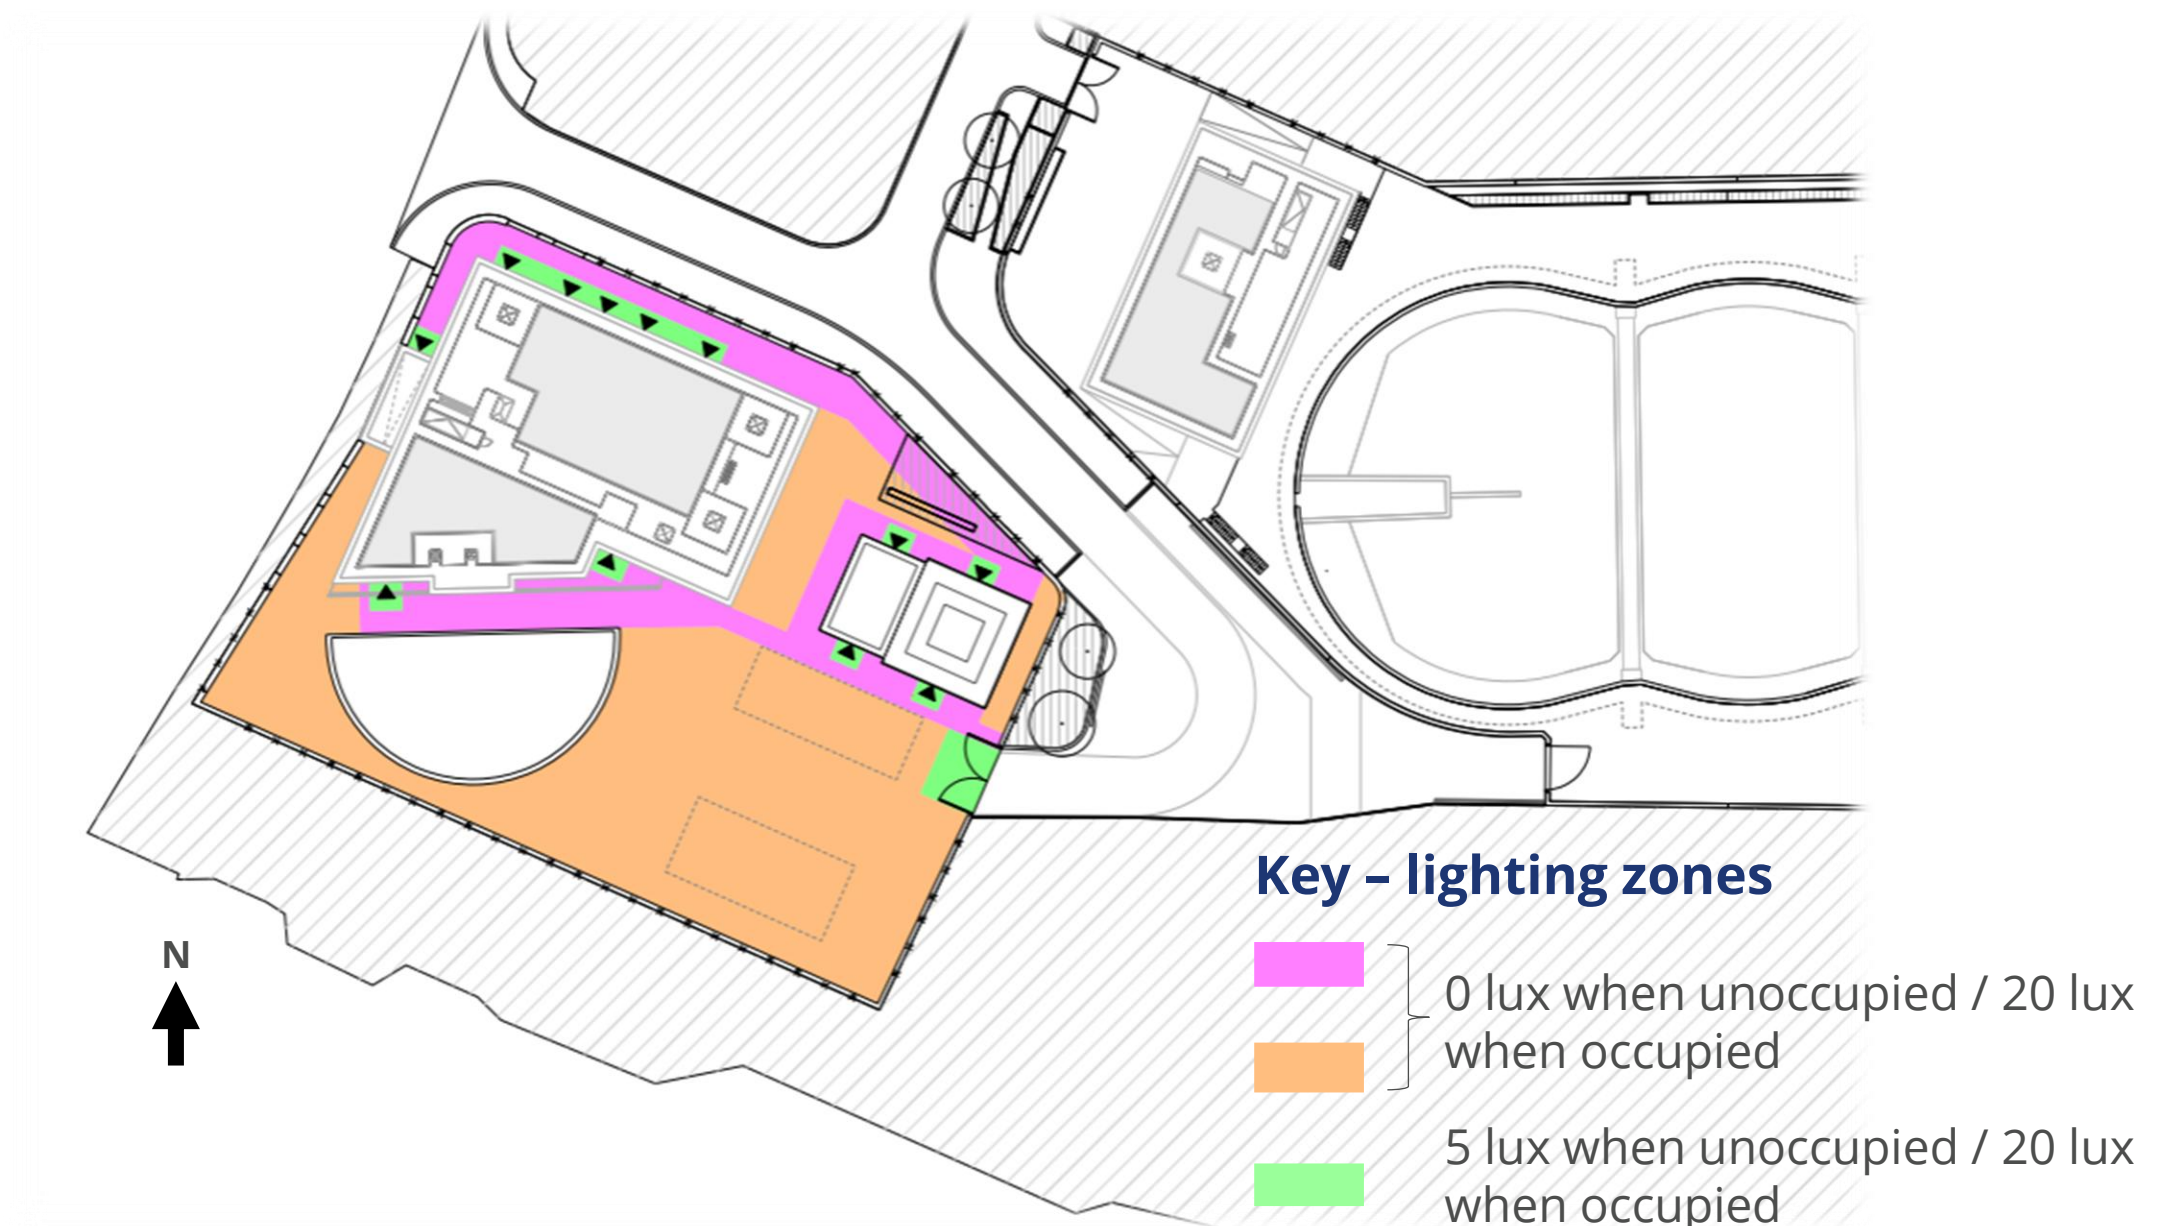 N
Key – lighting zones
0 lux when unoccupied / 20 lux
when occupied
5 lux when unoccupied / 20 lux
when occupied